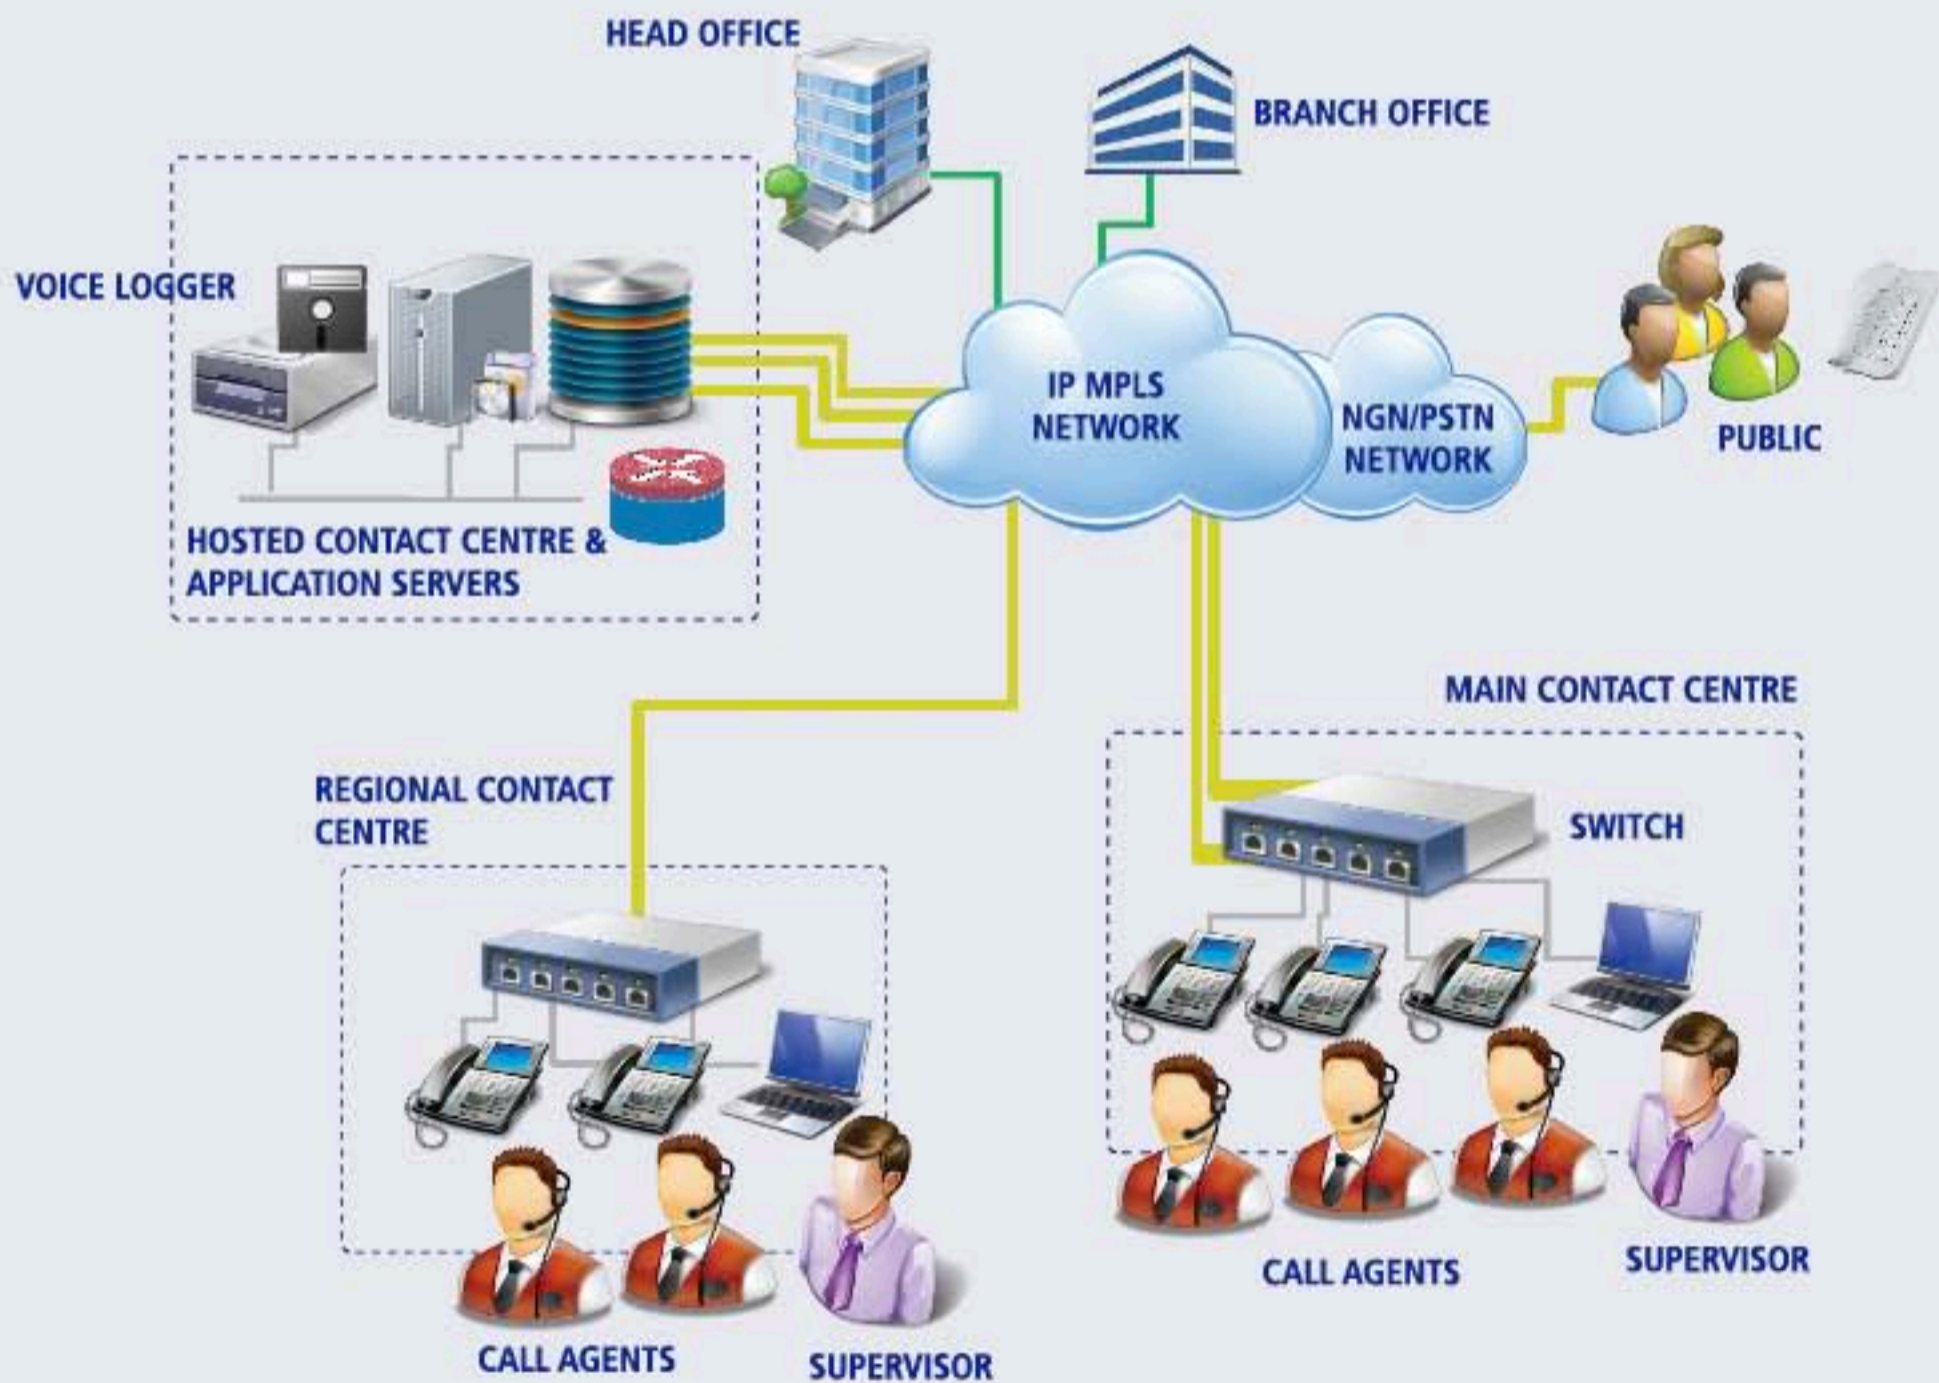 HEAD OFFICE
BRANCH OFFICE
VOICE LOGGER
IP MPLS
NETWORK
NGN/PSTN
NETWORK
PUBLIC
HOSTED CONTACT CENTRE &
APPLICATION SERVERS
MAIN CONTACT CENTRE
REGIONAL CONTACT
CENTRE
SWITCH
CALL AGENTS
SUPERVISOR
CALL AGENTS
SUPERVISOR